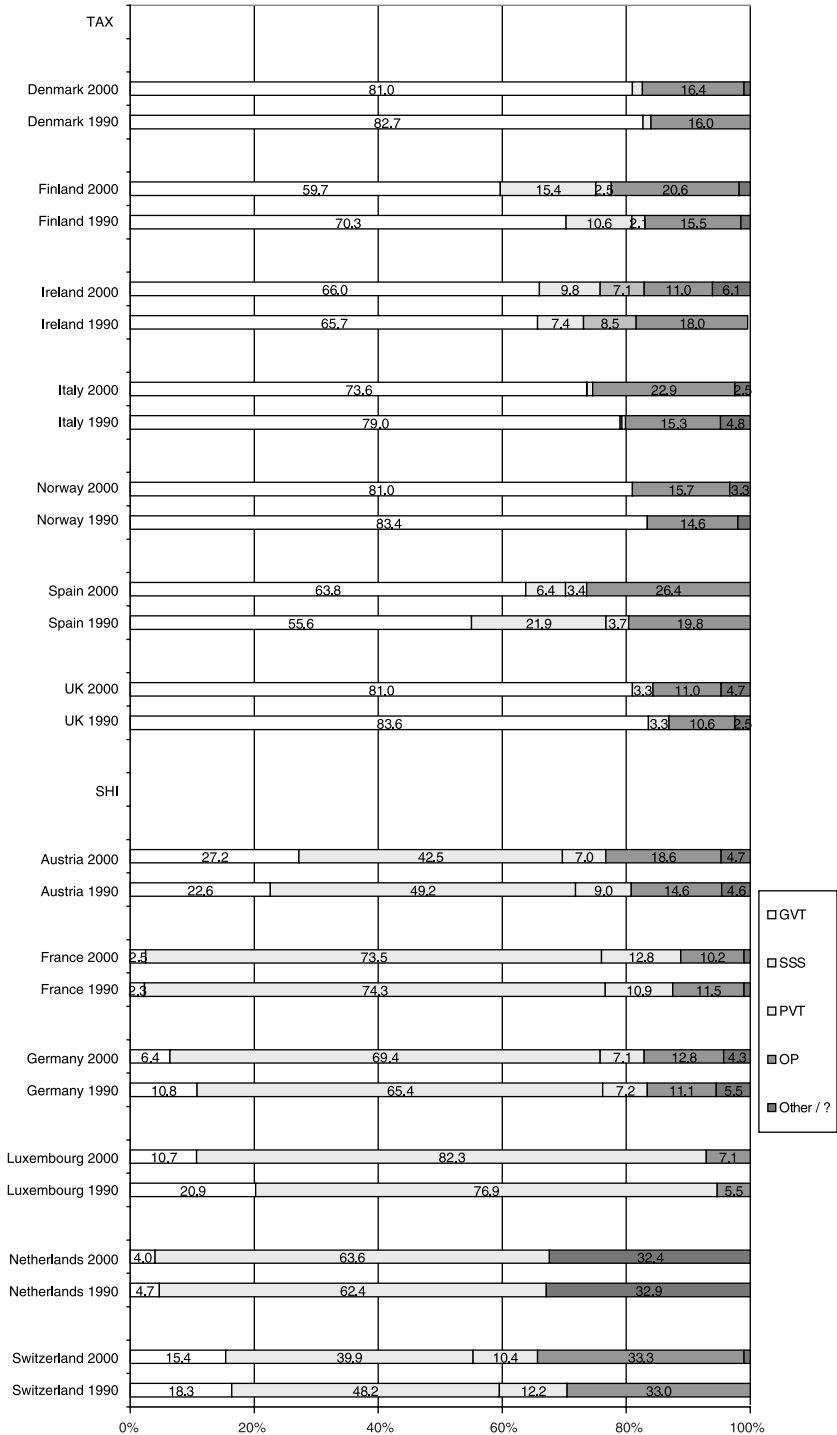 TAX
Denmark 2000 81.0 16.4
Denmark 1990 82.7 16.0
Finland 2000 59.7 15.4 2.5 20.6
Finland 1990 70.3 10.6 2.1 15.5
Ireland 2000 66.0 9.8 7.1 11.0 6.1
Ireland 1990 65.7 7.4 8.5 18.0
Italy 2000 73.6 22.9 2.5
Italy 1990 79.0 15.3 4.8
Norway 2000 81.0 15.7 3.3
Norway 1990 83.4 14.6
Spain 2000 63.8 6.4 3.4 26.4
Spain 1990 55.6 21.9 3.7 19.8
UK 2000 81.0 3.3 11.0 4.7
UK 1990 83.6 3.3 10.6 2.5
SHI
Austria 2000 27.2 42.5 7.0 18.6 4.7
Austria 1990 22.6 49.2 9.0 14.6 4.6
France 2000 2.5 73.5 12.8 10.2
France 1990 2.3 74.3 10.9 11.5
Germany 2000 6.4 69.4 7.1 12.8 4.3
Germany 1990 10.8 65.4 7.2 11.1 5.5
Luxembourg 2000 10.7 82.3 7.1
Luxembourg 1990 20.9 76.9 5.5
Netherlands 2000 4.0 63.6 32.4
Netherlands 1990 4.7 62.4 32.9
Switzerland 2000 15.4 39.9 10.4 33.3
Switzerland 1990 18.3 48.2 12.2 33.0
0% 20% 40% 60% 80% 100%
GVT
SSS
PVT
OP
Other / ?